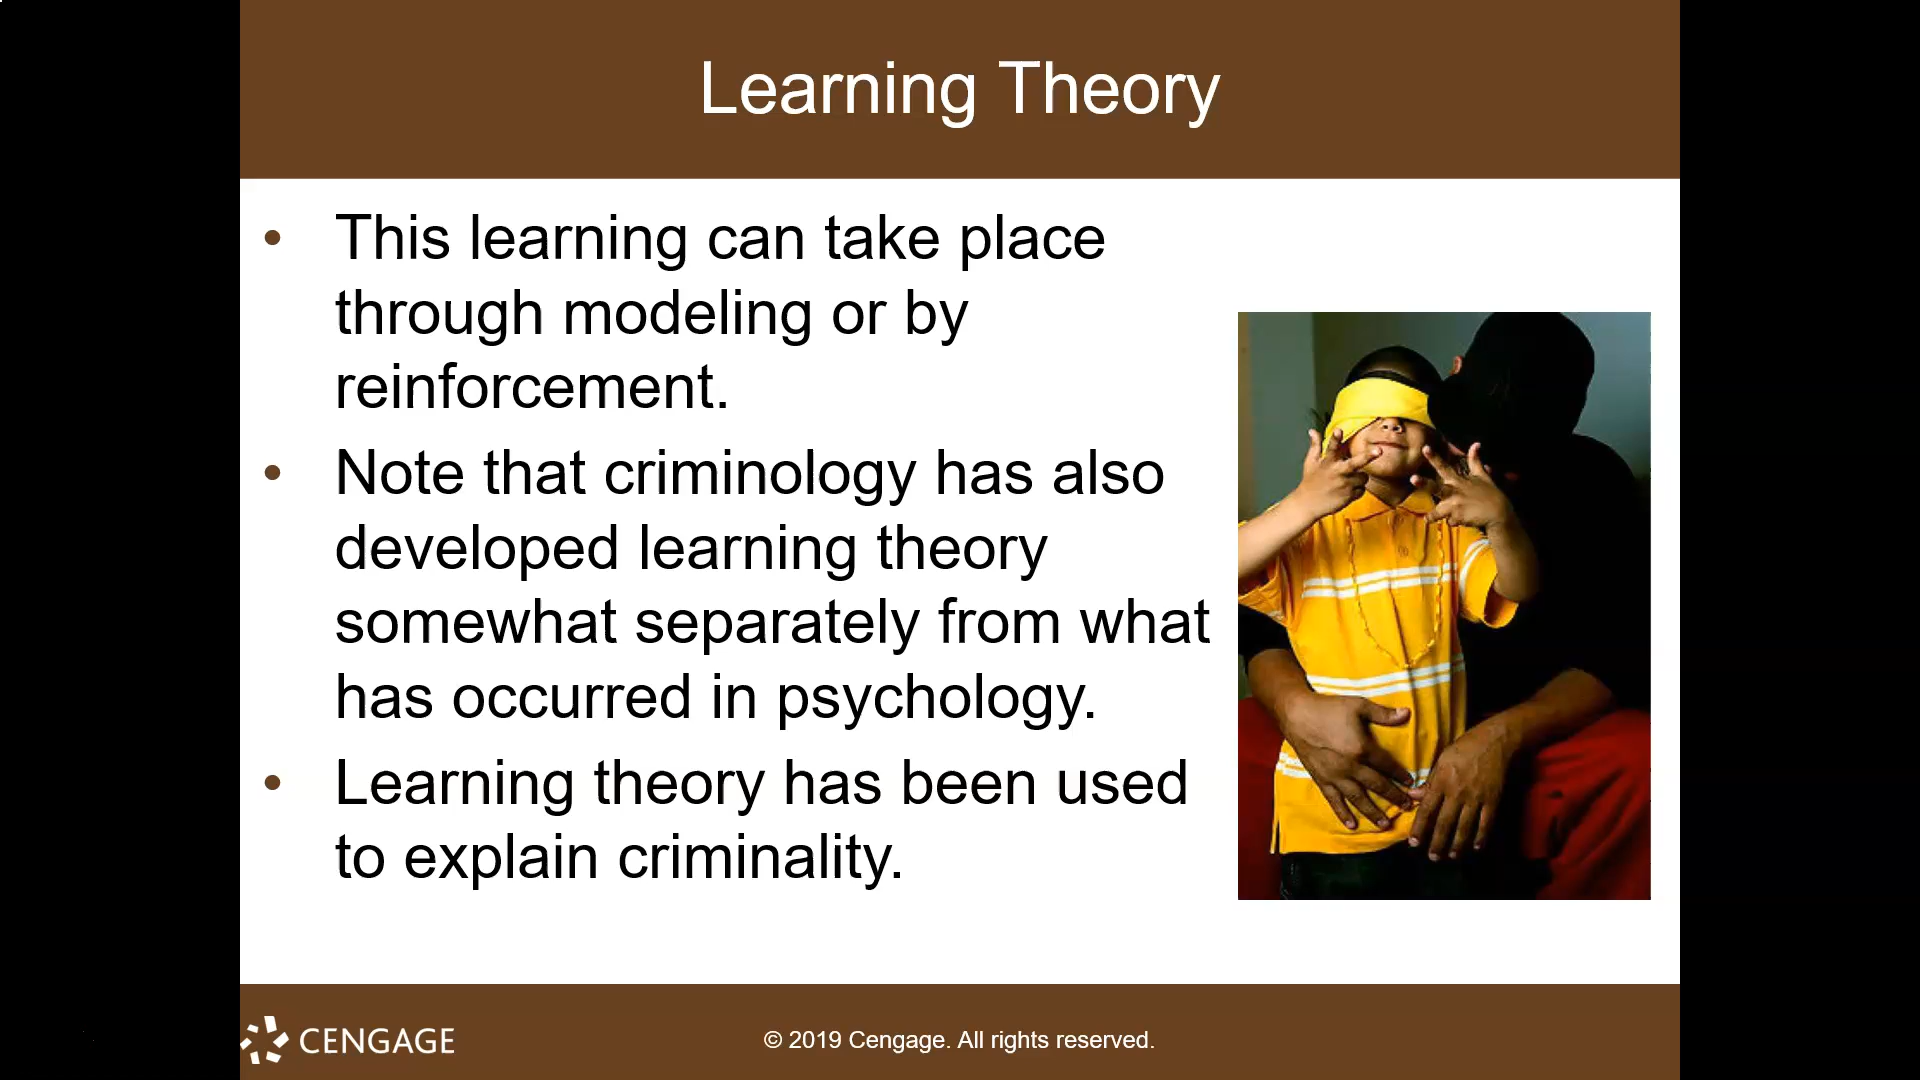 Learning Theory
• This learning can take place
through modeling or by
reinforcement.
• Note that criminology has also
developed learning theory
somewhat separately from what
has occurred in psychology.
• Learning theory has been used
to explain criminality.
CENGAGE
© 2019 Cengage. All rights reserved.